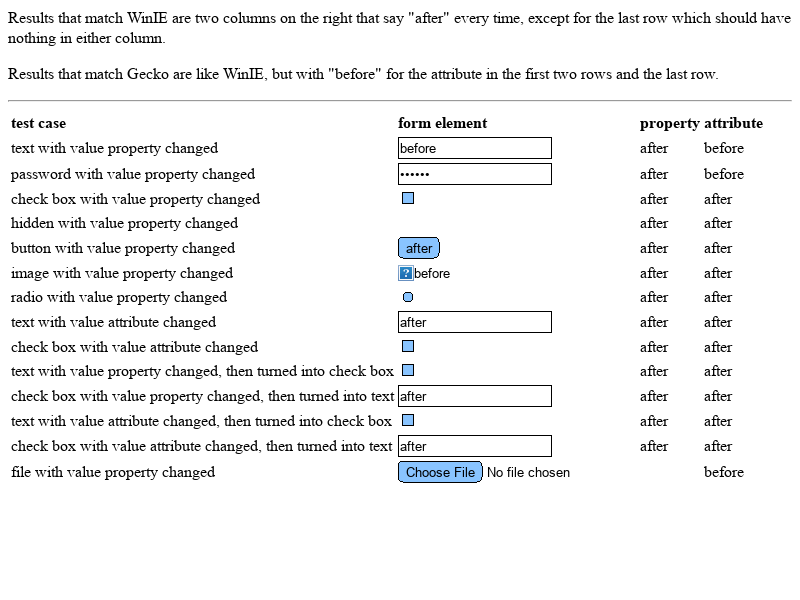 Results that match WinIE are two columns on the right that say "after" every time, except for the last row which should have
nothing in either column.
Results that match Gecko are like WinIE, but with "before" for the attribute in the first two rows and the last row.
test case form element property attribute
text with value property changed before after before
password with value property changed •••••• after before
check box with value property changed after after
hidden with value property changed after after
button with value property changed after after after
image with value property changed ? before after after
radio with value property changed after after
text with value attribute changed after after after
check box with value attribute changed after after
text with value property changed, then turned into check box after after
check box with value property changed, then turned into text after after after
text with value attribute changed, then turned into check box after after
check box with value attribute changed, then turned into text after after after
file with value property changed Choose File No file chosen before